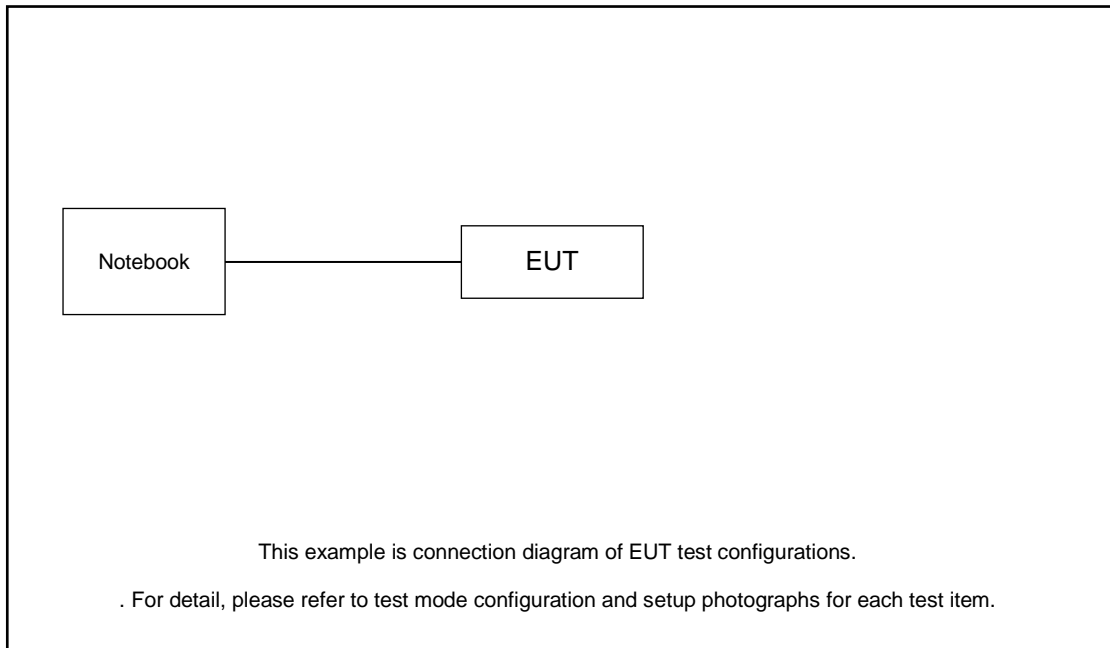 Notebook
EUT
This example is connection diagram of EUT test configurations.
. For detail, please refer to test mode configuration and setup photographs for each test item.